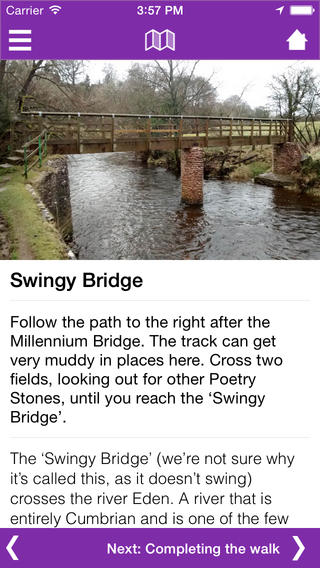 Carrier 3:57 PM
Swingy Bridge
Follow the path to the right after the
Millennium Bridge. The track can get
very muddy in places here. Cross two
fields, looking out for other Poetry
Stones, until you reach the ‘Swingy
Bridge’.
The ‘Swingy Bridge’ (we’re not sure why
it’s called this, as it doesn’t swing)
crosses the river Eden. A river that is
entirely Cumbrian and is one of the few
Next: Completing the walk